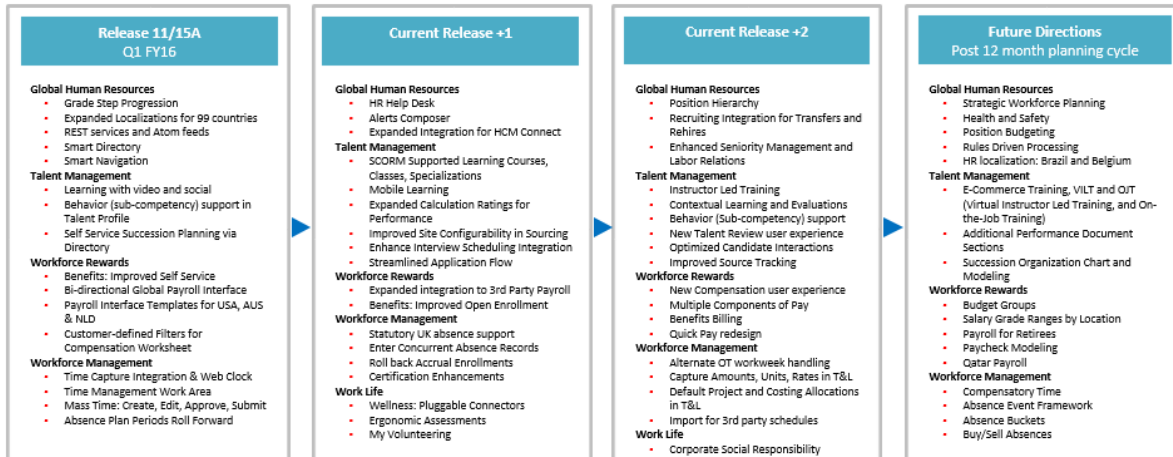 Release 11/15A
Q1 FY16
Global Human Resources
Grade Step Progression
Expanded Localizations for 99 countries
REST services and Atom feeds
Smart Directory
Smart Navigation
Talent Management
Learning with video and social
Behavior (sub-competency) support in
Talent Profile
Self Service Succession Planning via
Directory
Workforce Rewards
Benefits: Improved Self Service
Bi-directional Global Payroll Interface
Payroll Interface Templates for USA, AUS
& NLD
Customer-defined Filters for
Compensation Worksheet
Workforce Management
Time Capture Integration & Web Clock
Time Management Work Area
Mass Time: Create, Edit, Approve, Submit
Absence Plan Periods Roll Forward
Current Release +1
Global Human Resources
HR Help Desk
Alerts Composer
Expanded Integration for HCM Connect
Talent Management
SCORM Supported Learning Courses,
Classes, Specializations
Mobile Learning
Expanded Calculation Ratings for
Performance
Improved Site Configurability in Sourcing
Enhance Interview Scheduling Integration
Streamlined Application Flow
Workforce Rewards
Expanded integration to 3rd Party Payroll
Benefits: Improved Open Enrollment
Workforce Management
Statutory UK absence support
Enter Concurrent Absence Records
Roll back Accrual Enrollments
Certification Enhancements
Work Life
Wellness: Pluggable Connectors
Ergonomic Assessments
My Volunteering
Current Release +2
Global Human Resources
Position Hierarchy
Recruiting Integration for Transfers and
Rehires
Enhanced Seniority Management and
Labor Relations
Talent Management
Instructor Led Training
Contextual Learning and Evaluations
Behavior (Sub-competency) support
New Talent Review user experience
Optimized Candidate Interactions
Improved Source Tracking
Workforce Rewards
New Compensation user experience
Multiple Components of Pay
Benefits Billing
Quick Pay redesign
Workforce Management
Alternate OT workweek handling
Capture Amounts, Units, Rates in T&L
Default Project and Costing Allocations
in T&L
Import for 3rd party schedules
Work Life
Corporate Social Responsibility
Future Directions
Post 12 month planning cycle
Global Human Resources
Strategic Workforce Planning
Health and Safety
Position Budgeting
Rules Driven Processing
HR localization: Brazil and Belgium
Talent Management
E-Commerce Training, VILT and OJT
(Virtual Instructor Led Training, and On-
the-Job Training)
Additional Performance Document
Sections
Succession Organization Chart and
Modeling
Workforce Rewards
Budget Groups
Salary Grade Ranges by Location
Payroll for Retirees
Paycheck Modeling
Qatar Payroll
Workforce Management
Compensatory Time
Absence Event Framework
Absence Buckets
Buy/Sell Absences